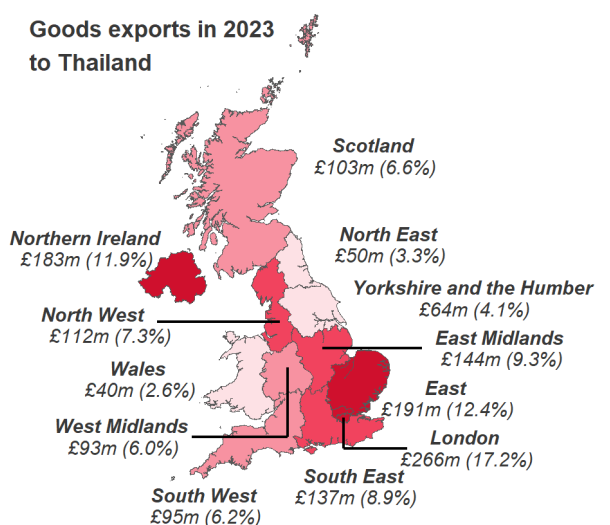 Goods exports in 2023
to Thailand
Scotland
£103m (6.6%)
Northern Ireland
£183m (11.9%)
North East
£50m (3.3%)
Yorkshire and the Humber
£64m (4.1%)
North West
£112m (7.3%)
East Midlands
£144m (9.3%)
Wales
£40m (2.6%)
East
£191m (12.4%)
West Midlands
£93m (6.0%)
London
£266m (17.2%)
South East
£137m (8.9%)
South West
£95m (6.2%)